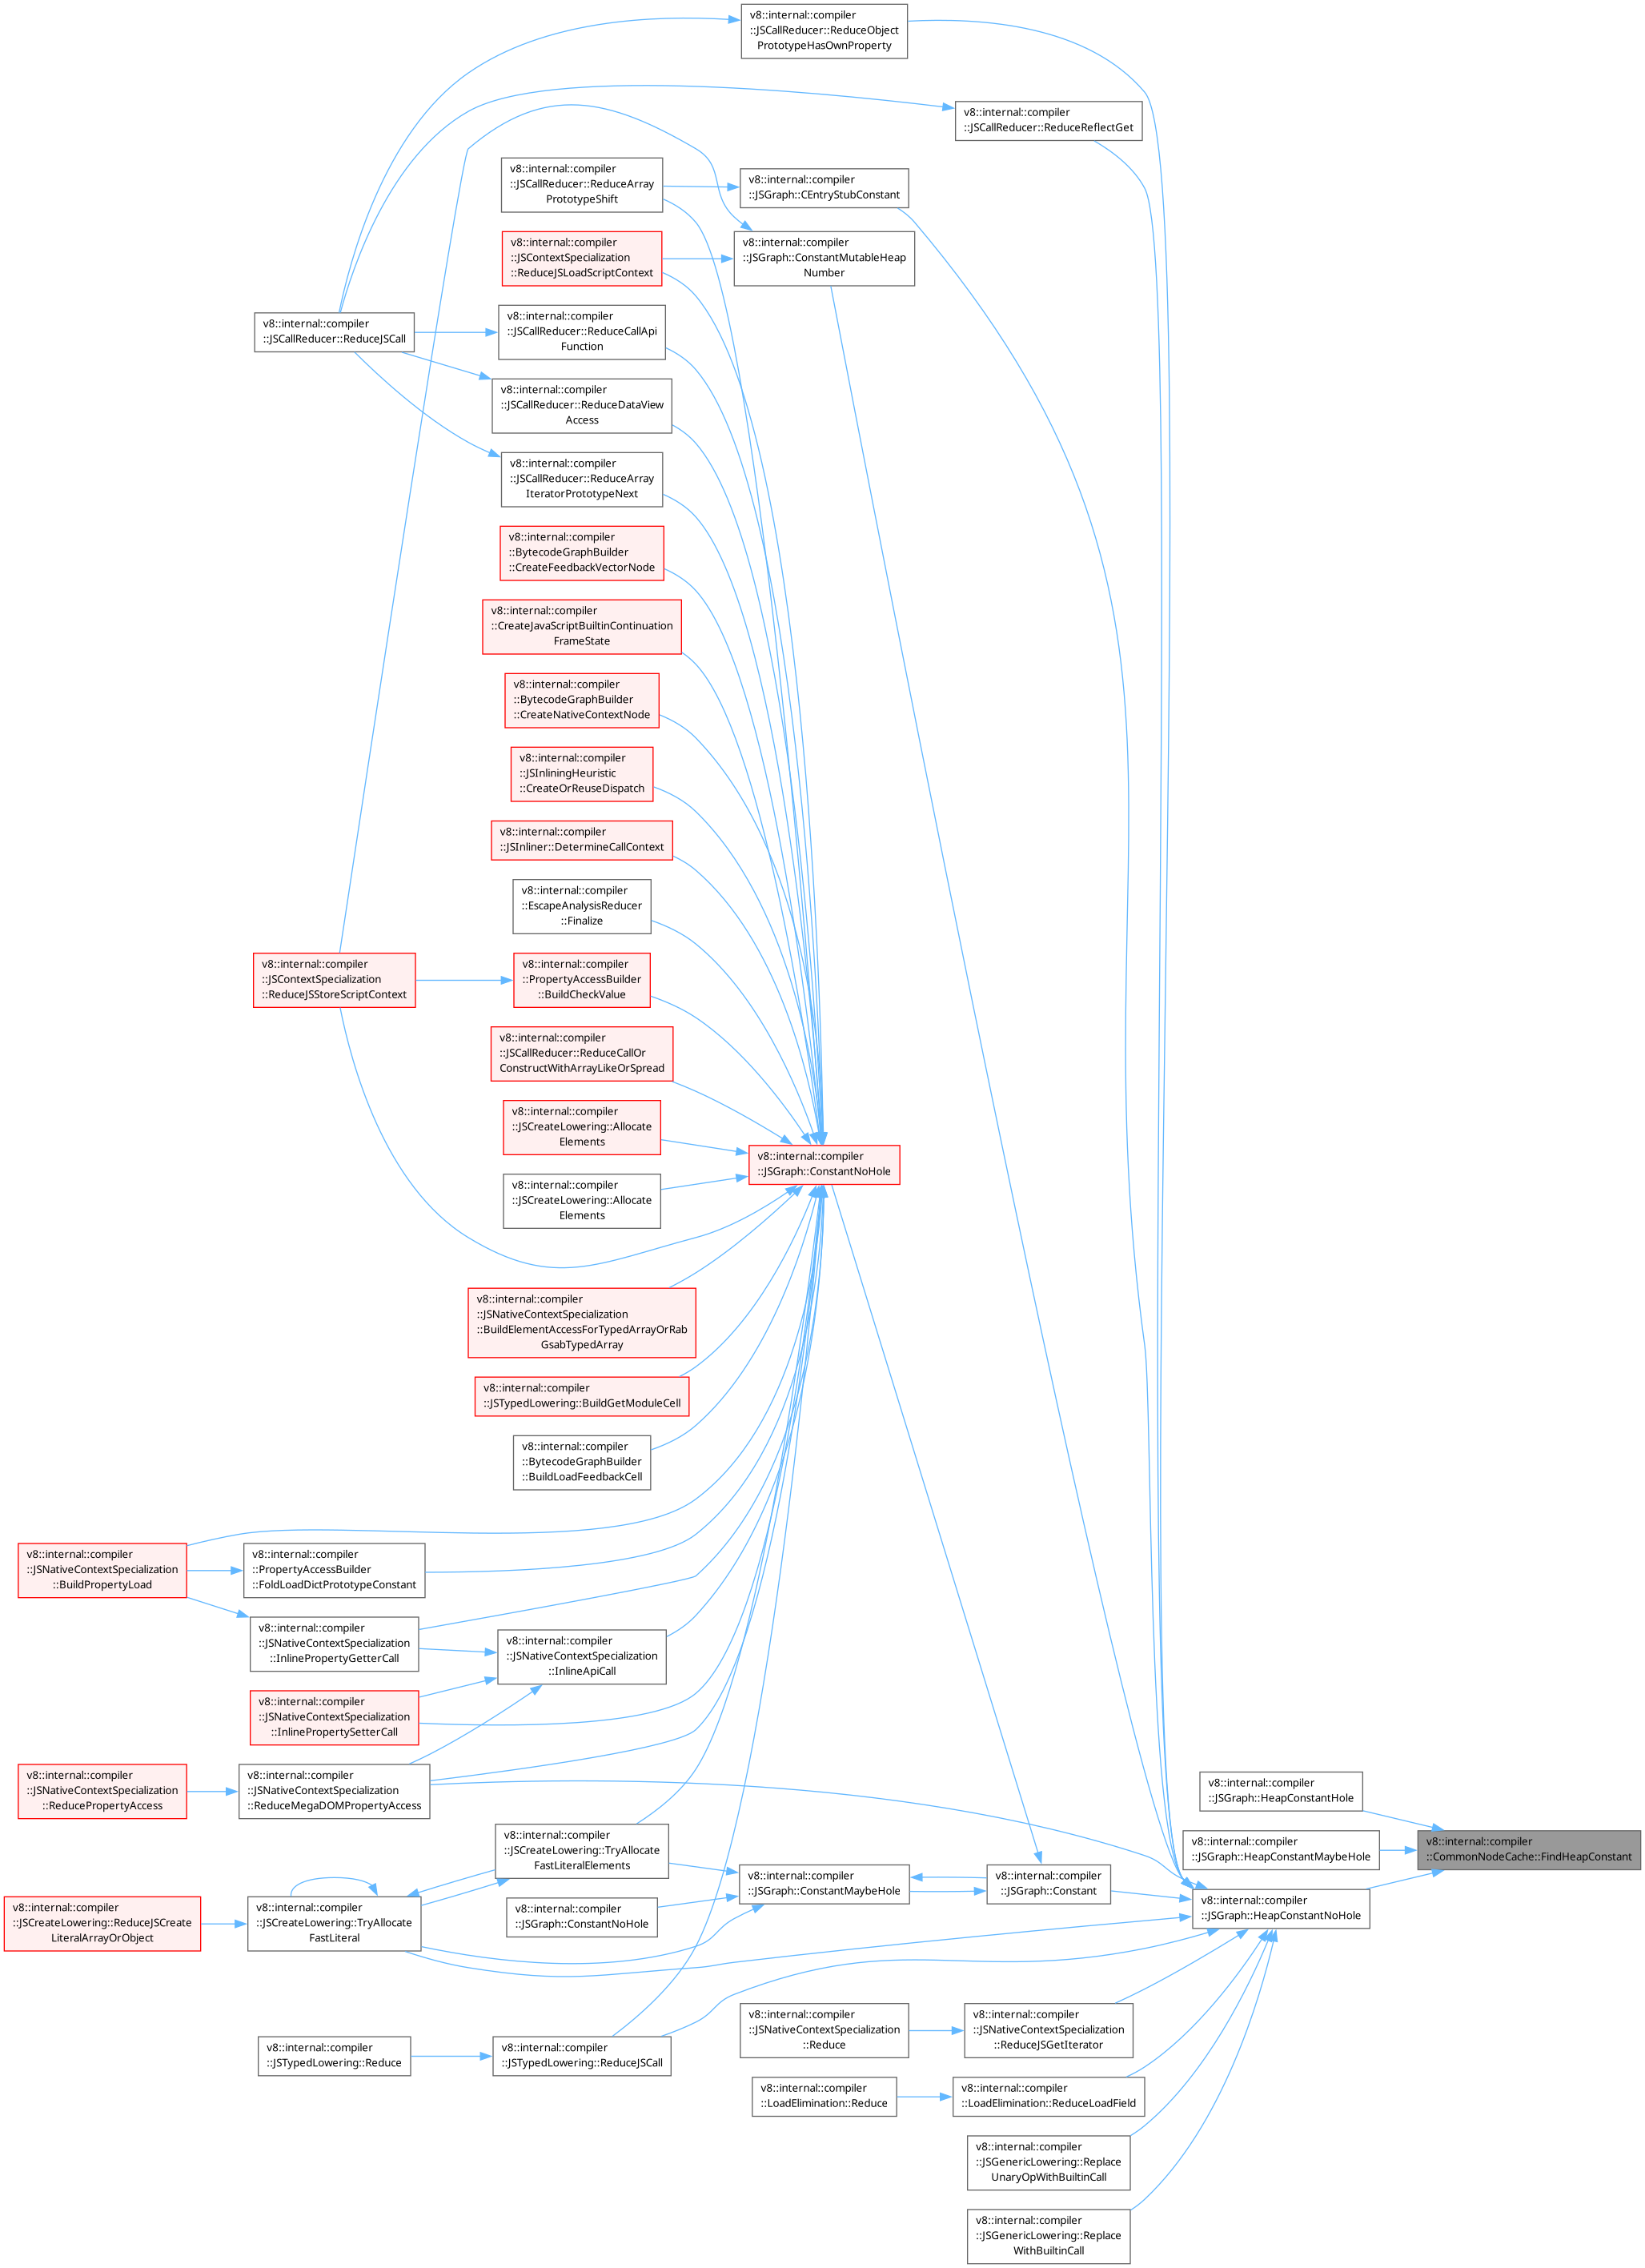 v8::internal::compiler
::JSCallReducer::ReduceObject
PrototypeHasOwnProperty
v8::internal::compiler
::JSCallReducer::ReduceReflectGet
v8::internal::compiler
::JSCallReducer::ReduceArray
PrototypeShift
v8::internal::compiler
::JSGraph::CEntryStubConstant
v8::internal::compiler
::JSContextSpecialization
::ReduceJSLoadScriptContext
v8::internal::compiler
::JSGraph::ConstantMutableHeap
Number
v8::internal::compiler
::JSCallReducer::ReduceJSCall
v8::internal::compiler
::JSCallReducer::ReduceCallApi
Function
v8::internal::compiler
::JSCallReducer::ReduceDataView
Access
v8::internal::compiler
::JSCallReducer::ReduceArray
IteratorPrototypeNext
v8::internal::compiler
::BytecodeGraphBuilder
::CreateFeedbackVectorNode
v8::internal::compiler
::CreateJavaScriptBuiltinContinuation
FrameState
v8::internal::compiler
::BytecodeGraphBuilder
::CreateNativeContextNode
v8::internal::compiler
::JSInliningHeuristic
::CreateOrReuseDispatch
v8::internal::compiler
::JSInliner::DetermineCallContext
v8::internal::compiler
::EscapeAnalysisReducer
::Finalize
v8::internal::compiler
::JSContextSpecialization
::ReduceJSStoreScriptContext
v8::internal::compiler
::PropertyAccessBuilder
::BuildCheckValue
v8::internal::compiler
::JSCallReducer::ReduceCallOr
ConstructWithArrayLikeOrSpread
v8::internal::compiler
::JSCreateLowering::Allocate
Elements
v8::internal::compiler
::JSGraph::ConstantNoHole
v8::internal::compiler
::JSCreateLowering::Allocate
Elements
v8::internal::compiler
::JSNativeContextSpecialization
::BuildElementAccessForTypedArrayOrRab
GsabTypedArray
v8::internal::compiler
::JSTypedLowering::BuildGetModuleCell
v8::internal::compiler
::BytecodeGraphBuilder
::BuildLoadFeedbackCell
v8::internal::compiler
::JSNativeContextSpecialization
::BuildPropertyLoad
v8::internal::compiler
::PropertyAccessBuilder
::FoldLoadDictPrototypeConstant
v8::internal::compiler
::JSNativeContextSpecialization
::InlinePropertyGetterCall
v8::internal::compiler
::JSNativeContextSpecialization
::InlineApiCall
v8::internal::compiler
::JSNativeContextSpecialization
::InlinePropertySetterCall
v8::internal::compiler
::JSNativeContextSpecialization
::ReducePropertyAccess
v8::internal::compiler
::JSNativeContextSpecialization
::ReduceMegaDOMPropertyAccess
v8::internal::compiler
::JSGraph::HeapConstantHole
v8::internal::compiler
::JSGraph::HeapConstantMaybeHole
v8::internal::compiler
::CommonNodeCache::FindHeapConstant
v8::internal::compiler
::JSCreateLowering::TryAllocate
FastLiteralElements
v8::internal::compiler
::JSGraph::ConstantMaybeHole
v8::internal::compiler
::JSGraph::Constant
v8::internal::compiler
::JSGraph::HeapConstantNoHole
v8::internal::compiler
::JSCreateLowering::ReduceJSCreate
LiteralArrayOrObject
v8::internal::compiler
::JSCreateLowering::TryAllocate
FastLiteral
v8::internal::compiler
::JSGraph::ConstantNoHole
v8::internal::compiler
::JSTypedLowering::Reduce
v8::internal::compiler
::JSTypedLowering::ReduceJSCall
v8::internal::compiler
::JSNativeContextSpecialization
::Reduce
v8::internal::compiler
::JSNativeContextSpecialization
::ReduceJSGetIterator
v8::internal::compiler
::LoadElimination::Reduce
v8::internal::compiler
::LoadElimination::ReduceLoadField
v8::internal::compiler
::JSGenericLowering::Replace
UnaryOpWithBuiltinCall
v8::internal::compiler
::JSGenericLowering::Replace
WithBuiltinCall